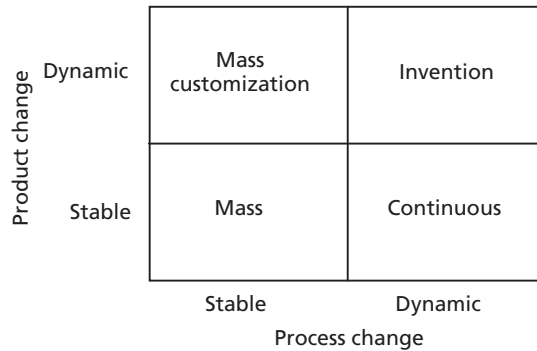 Product change
Dynamic
Mass
customization
Invention
Stable
Mass
Continuous
Stable
Dynamic
Process change